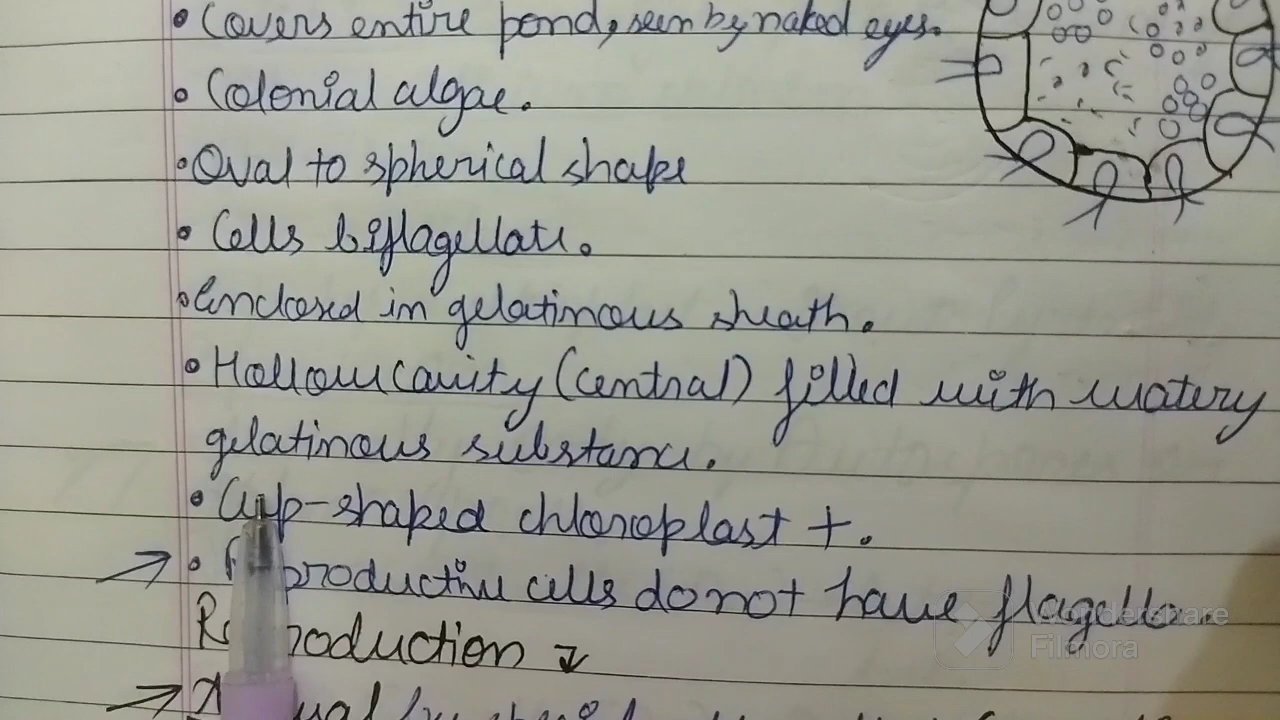 • Covers entire pond, seen by naked eyes.
• Colonial algae.
• Oval to spherical shape
• Cells biflagellate.
• Enclosed in gelatinous sheath.
• Hollow cavity (central) filled with watery
gelatinous substance.
• Cup-shaped chloroplast +.
→ • Reproductive cells do not have flagella.
Reproduction ↓
→
Wondershare
Filmora